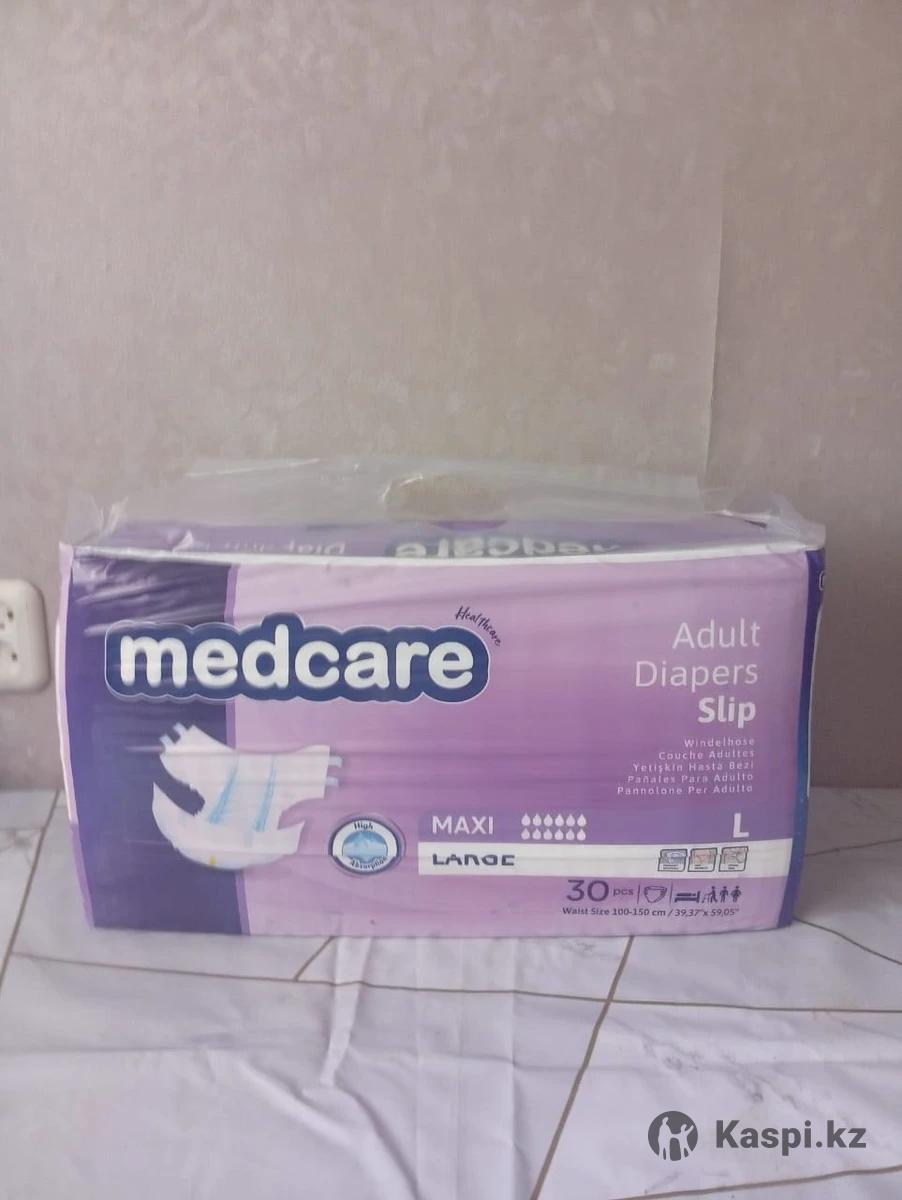 medcare
Healthcare
medcare
Adult
Diapers
Slip
Windelhose
Couche Adultes
Yetişkin Hasta Bezi
Pañales Para Adulto
Pannolone Per Adulto
High
Absorption
MAXI
L
LARGE
30 pcs
Waist Size 100-150 cm / 39,37"x 59,05"
Kaspi.kz